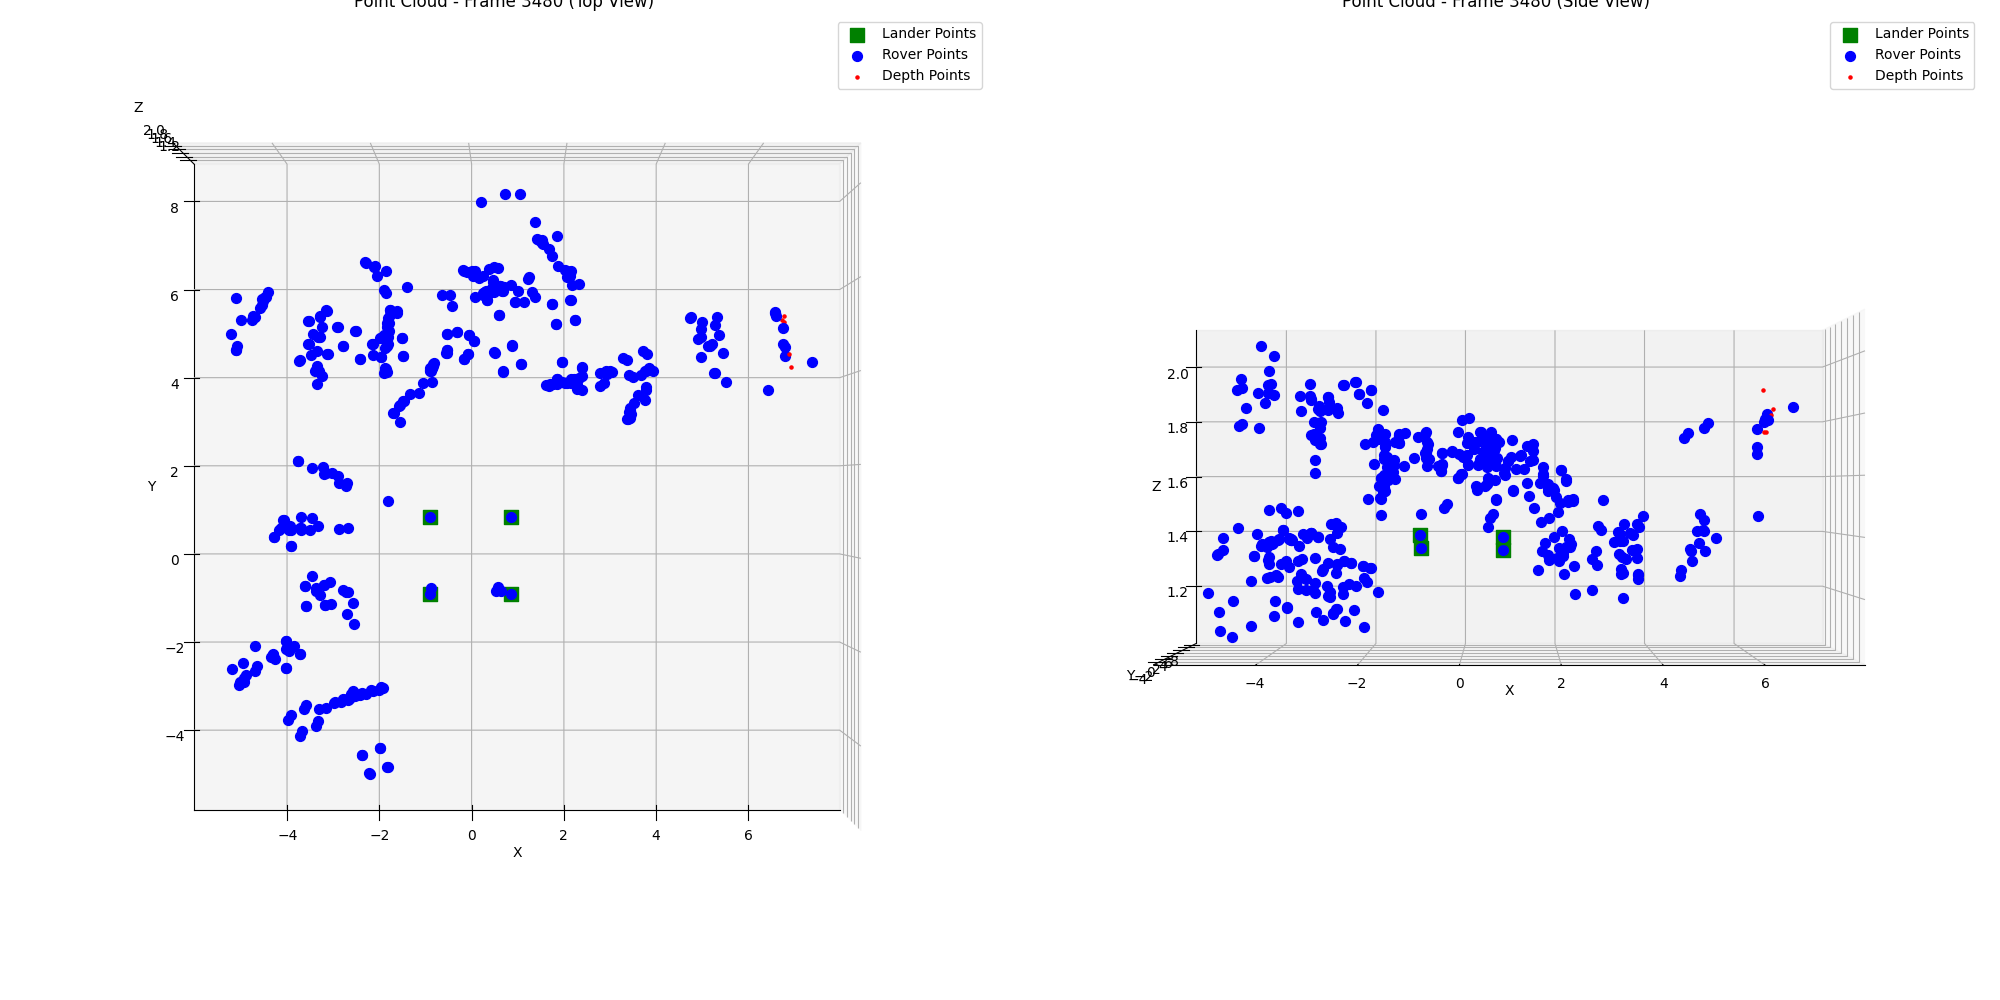 Point Cloud - Frame 3480 (Top View)
Lander Points
Rover Points
Depth Points
Z
2.0
8
6
Y
4
2
0
−2
−4
−4
−2
0
2
4
6
X
Point Cloud - Frame 3480 (Side View)
Lander Points
Rover Points
Depth Points
2.0
1.8
Z
1.6
1.4
1.2
Y
−4
−2
0
2
4
6
X